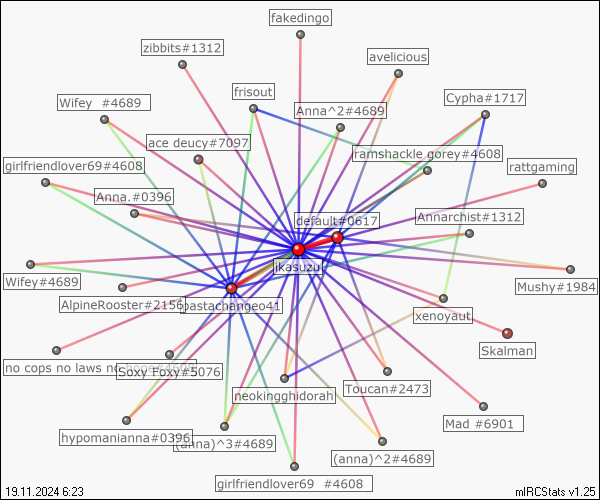 fakedingo
zibbits#1312
avelicious
frisout
Wifey #4689
Anna^2#4689
Cypha#1717
ace deucy#7097
ramshackle gorey#4608
girlfriendlover69#4608
rattgaming
Anna.#0396
default#0617
Annarchist#1312
jkasuzu
Wifey#4689
Mushy#1984
AlpineRooster#2156
pastachangeo41
xenoyaut
Skalman
no cops no laws no hope#4609
Soxy Foxy#5076
Toucan#2473
neokingghidorah
Mad #6901
hypomanianna#0396
(anna)^3#4689
(anna)^2#4689
girlfriendlover69 #4608
19.11.2024 6:23
mIRCStats v1.25